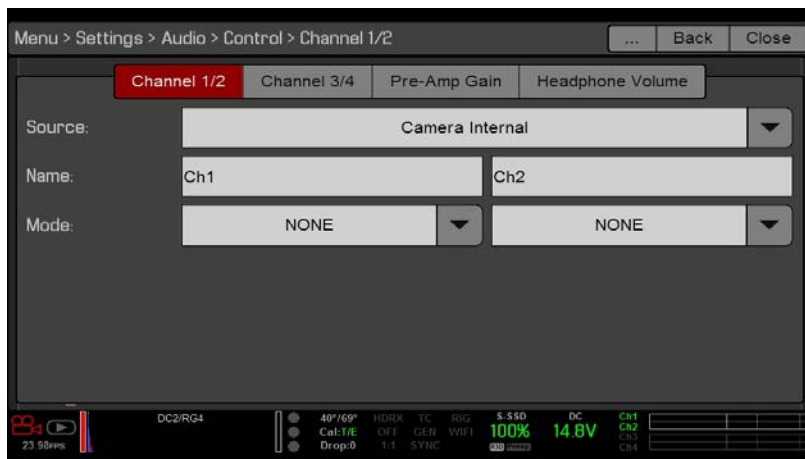 Menu > Settings > Audio > Control > Channel 1/2
... Back Close
Channel 1/2 Channel 3/4 Pre-Amp Gain Headphone Volume
Source: Camera Internal
Name: Ch1 Ch2
Mode: NONE NONE
DC2/RG4 40°/69° HDRX TC RIG S-SSD DC Ch1
Cal:T/E OFF GEN WIFI 100% 14.8V Ch2
23.98FPS Drop:0 1:1 SYNC Ch3
Ch4